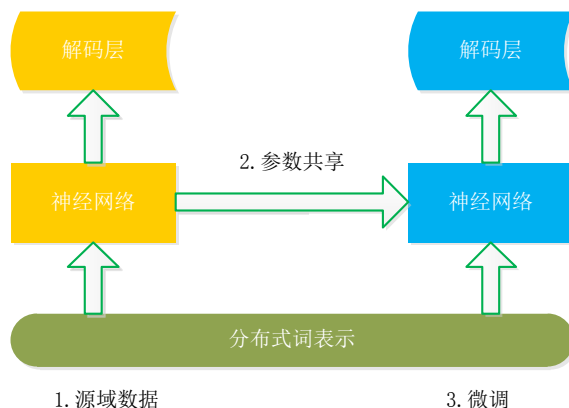 解码层
解码层
2.参数共享
神经网络
神经网络
分布式词表示
1.源域数据
3.微调